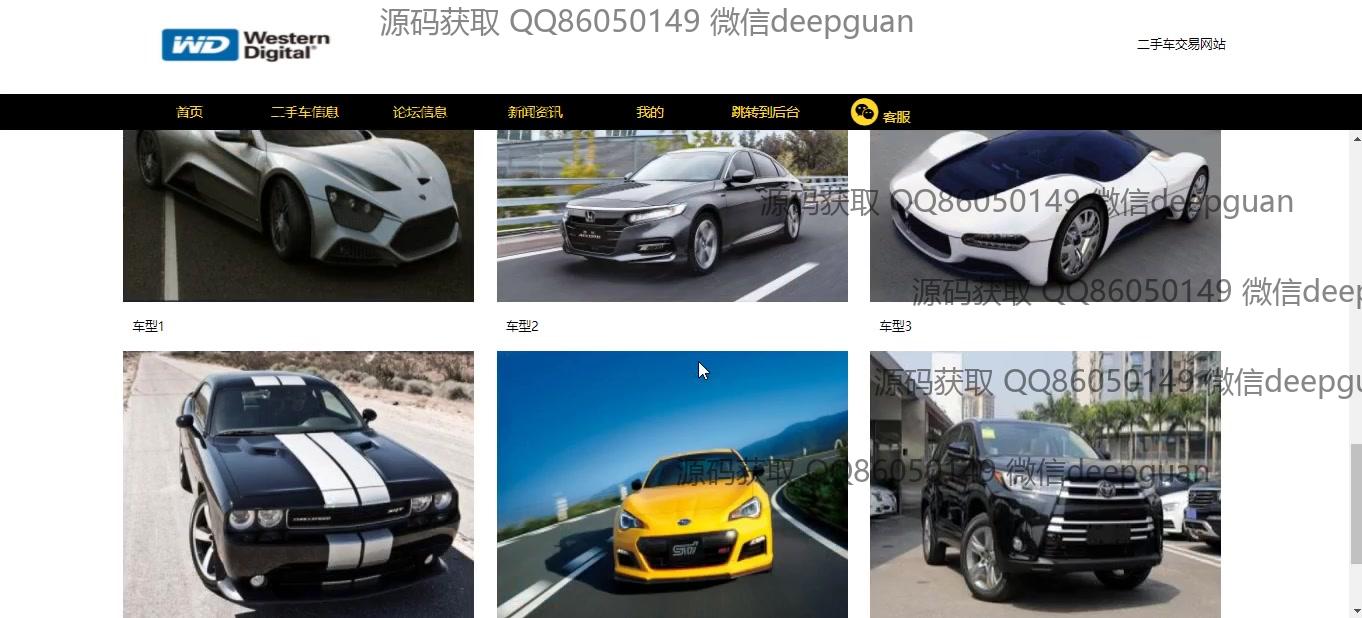 源码获取 QQ86050149 微信deepguan
WD Western
Digital®
二手车交易网站
首页 二手车信息 论坛信息 新闻资讯 我的 跳转到后台 客服
源码获取 QQ86050149 微信deepguan
源码获取 QQ86050149 微信deep
车型1 车型2 车型3
源码获取 QQ86050149 微信deepgu
源码获取 QQ86050149 微信deepguan
CHALLENGER SRT
STI